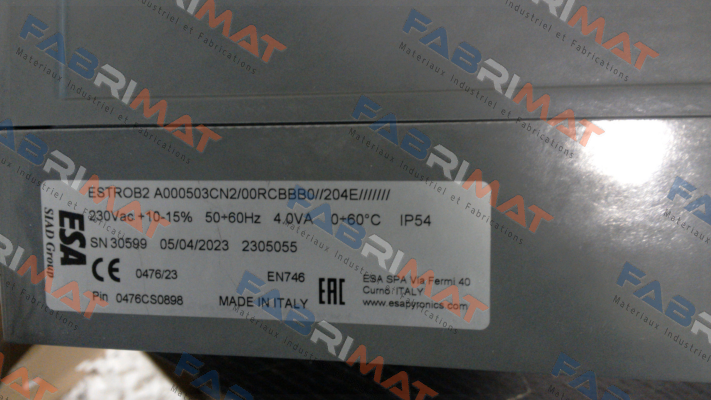 ESTROB2 A000503CN2/00RCBBB0//204E///////
230Vac +10-15% 50÷60Hz 4.0VA 0÷60°C IP54
SN 30599 05/04/2023 2305055
ESA
SIAD Group
CE 0476/23
EN746
EAC
ESA SPA Via Fermi 40
Curno / ITALY
www.esapyronics.com
Pin 0476CS0898
MADE IN ITALY
FABRIMAT
Materiaux Industriel et Fabrications